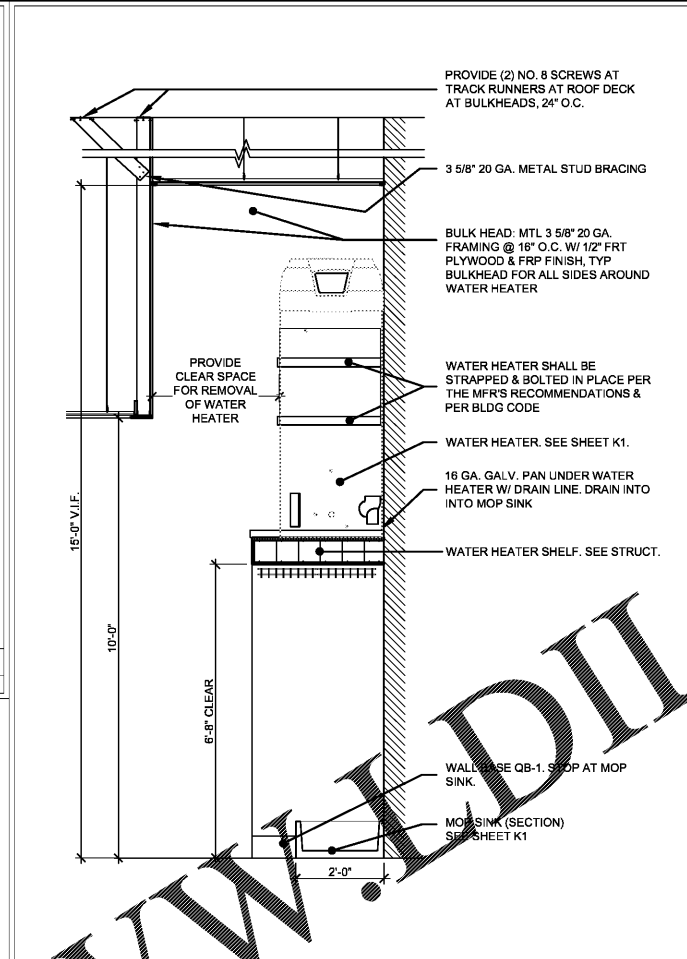 PROVIDE (2) NO. 8 SCREWS AT
TRACK RUNNERS AT ROOF DECK
AT BULKHEADS, 24" O.C.
3 5/8" 20 GA. METAL STUD BRACING
BULK HEAD: MTL 3 5/8" 20 GA.
FRAMING @ 16" O.C. W/ 1/2" FRT
PLYWOOD & FRP FINISH, TYP
BULKHEAD FOR ALL SIDES AROUND
WATER HEATER
PROVIDE
CLEAR SPACE
FOR REMOVAL
OF WATER
HEATER
WATER HEATER SHALL BE
STRAPPED & BOLTED IN PLACE PER
THE MFR'S RECOMMENDATIONS &
PER BLDG CODE
WATER HEATER. SEE SHEET K1.
16 GA. GALV. PAN UNDER WATER
HEATER W/ DRAIN LINE. DRAIN INTO
INTO MOP SINK
WATER HEATER SHELF. SEE STRUCT.
15'-0" V.I.F.
10'-0"
6'-8" CLEAR
WALL BASE QB-1. STOP AT MOP
SINK.
MOP SINK (SECTION)
SEE SHEET K1
2'-0"
VW.LDII